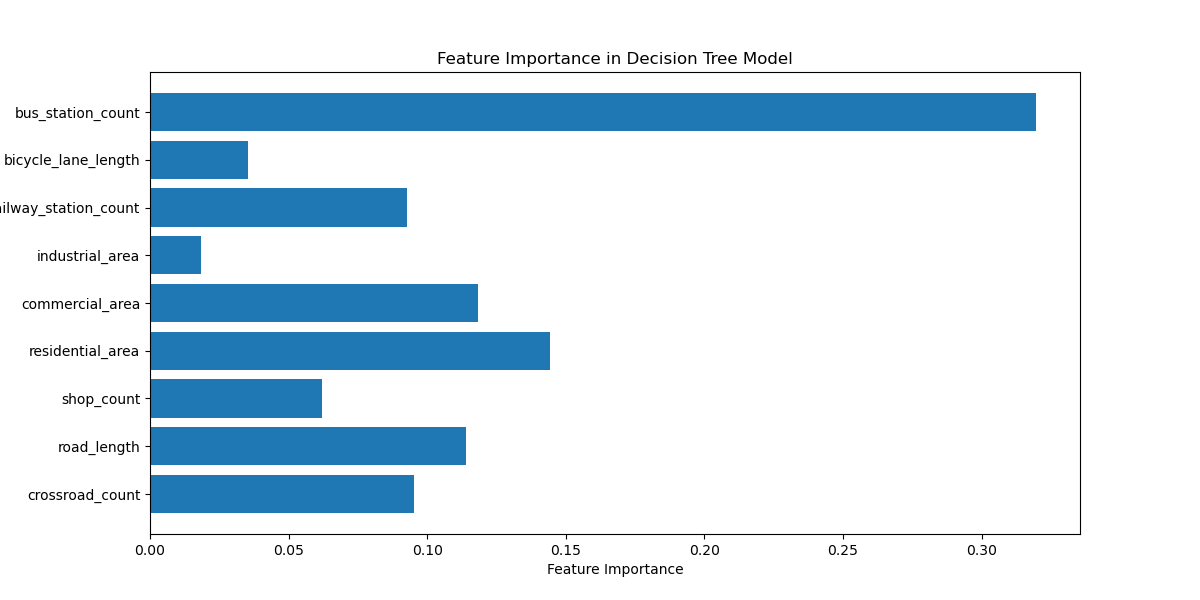 Feature Importance in Decision Tree Model
bus_station_count
bicycle_lane_length
ilway_station_count
industrial_area
commercial_area
residential_area
shop_count
road_length
crossroad_count
0.00 0.05 0.10 0.15 0.20 0.25 0.30
Feature Importance